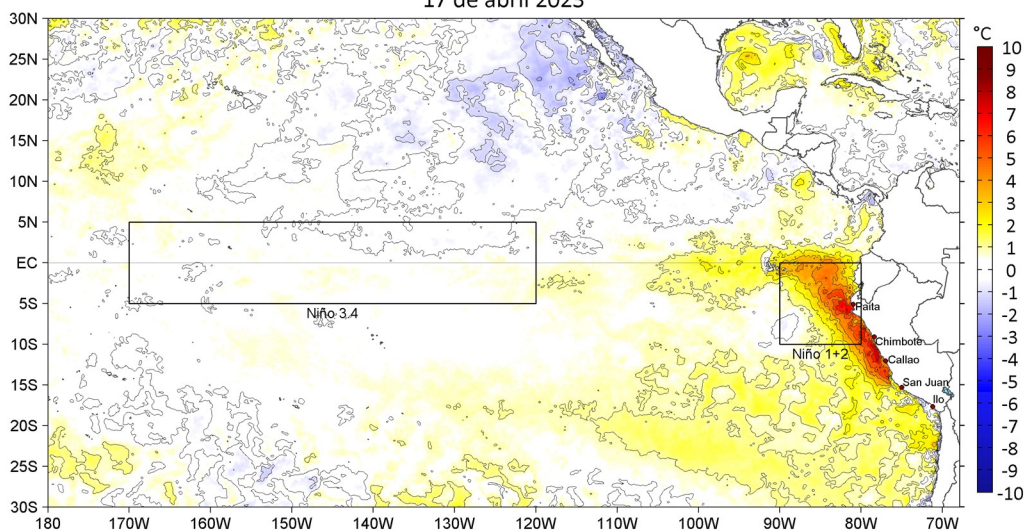 17 de abril 2023
°C
30N
25N
20N
15N
10N
5N
EC
5S
10S
15S
20S
25S
30S
180
170W
160W
150W
140W
130W
120W
110W
100W
90W
80W
70W
Niño 3.4
Niño 1+2
Paita
Chimbote
Callao
San Juan
Ilo
10
9
8
7
6
5
4
3
2
1
0
-1
-2
-3
-4
-5
-6
-7
-8
-9
-10